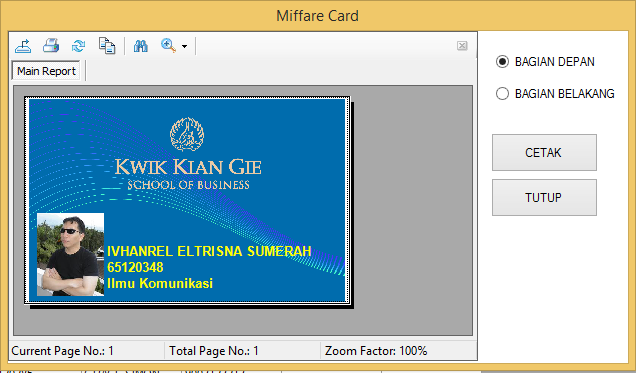 Miffare Card
Main Report
KWIK KIAN GIE
SCHOOL OF BUSINESS
IVHANREL ELTRISNA SUMERAH
65120348
Ilmu Komunikasi
Current Page No.: 1
Total Page No.: 1
Zoom Factor: 100%
BAGIAN DEPAN
BAGIAN BELAKANG
CETAK
TUTUP